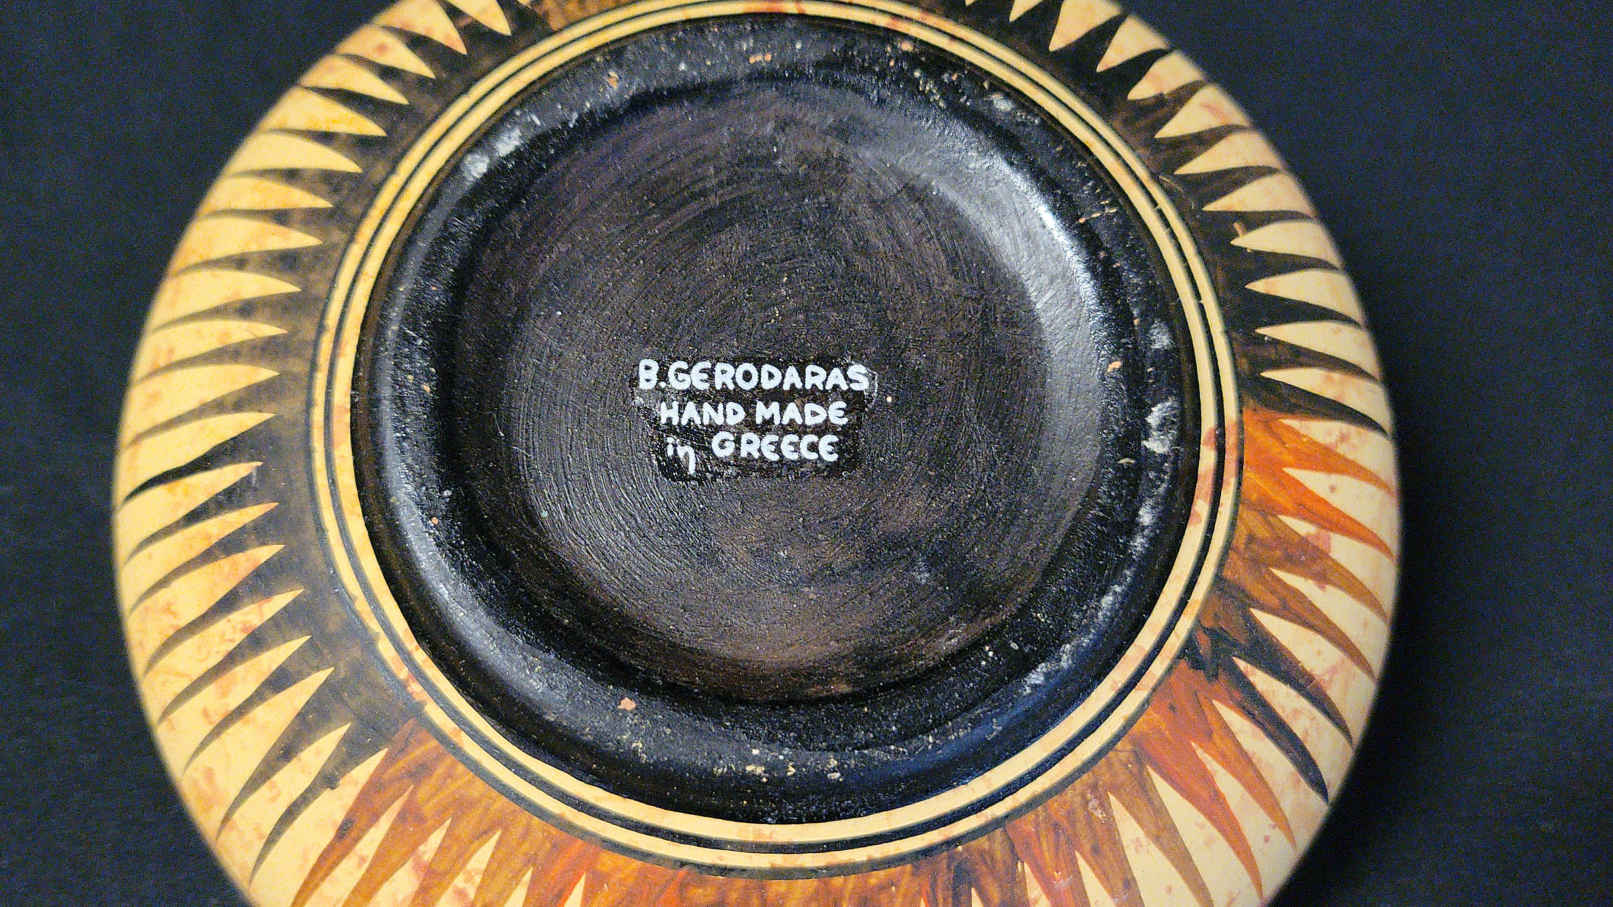 B.GERODARAS
HAND MADE
in GREECE